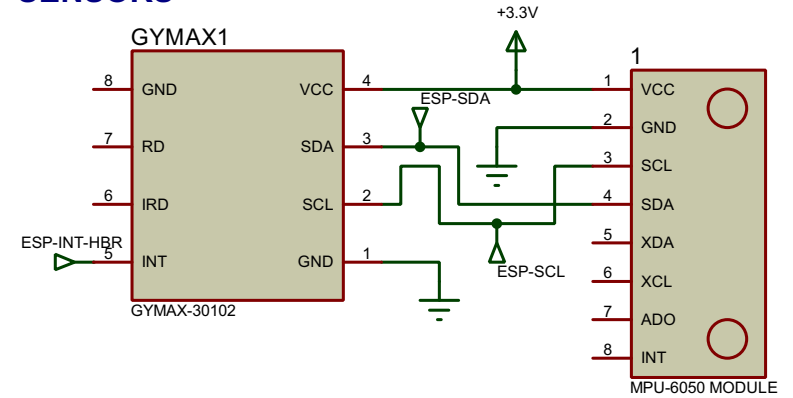 SENSORS
+3.3V
GYMAX1
1
8 GND VCC 4
1 VCC
ESP-SDA
2 GND
7 RD SDA 3
3 SCL
6 IRD SCL 2
4 SDA
ESP-INT-HBR
5 XDA
5 INT GND 1
ESP-SCL
6 XCL
GYMAX-30102
7 ADO
8 INT
MPU-6050 MODULE